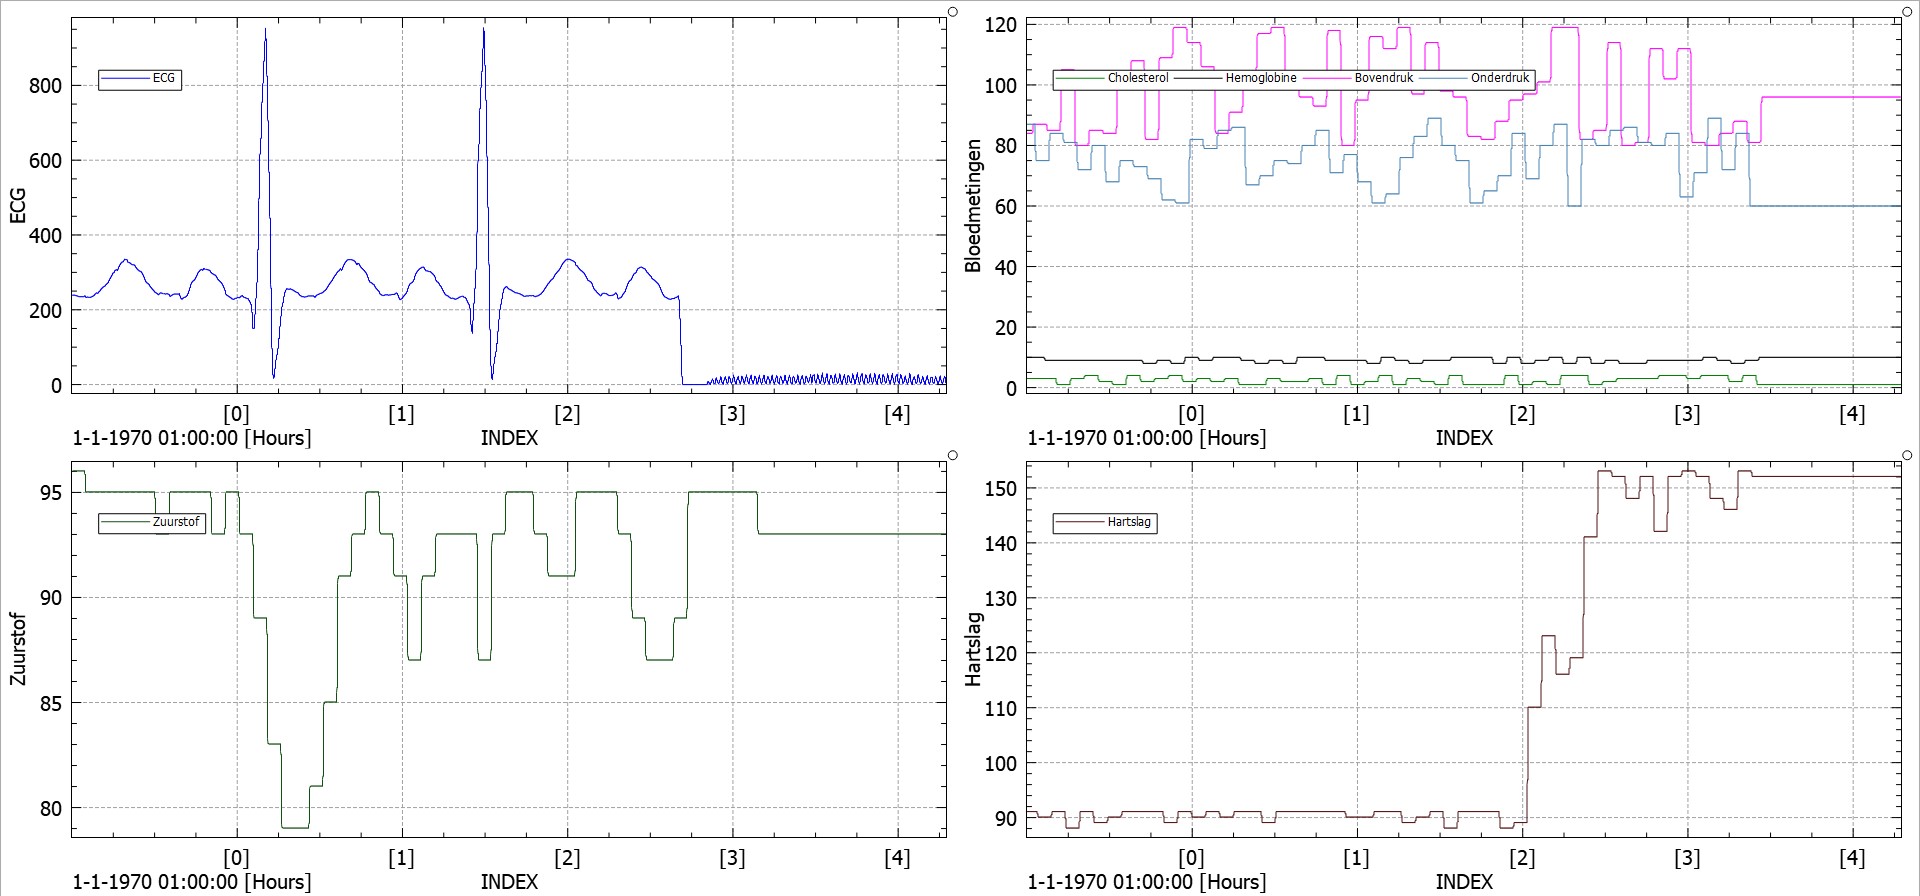 ECG
800
600
400
200
0
ECG
[0] [1] [2] [3] [4]
1-1-1970 01:00:00 [Hours] INDEX
120
100
80
60
40
20
0
Cholesterol Hemoglobine Bovendruk Onderdruk
Bloedmetingen
[0] [1] [2] [3] [4]
1-1-1970 01:00:00 [Hours] INDEX
95
90
85
80
Zuurstof
Zuurstof
[0] [1] [2] [3] [4]
1-1-1970 01:00:00 [Hours] INDEX
150
140
130
120
110
100
90
Hartslag
Hartslag
[0] [1] [2] [3] [4]
1-1-1970 01:00:00 [Hours] INDEX